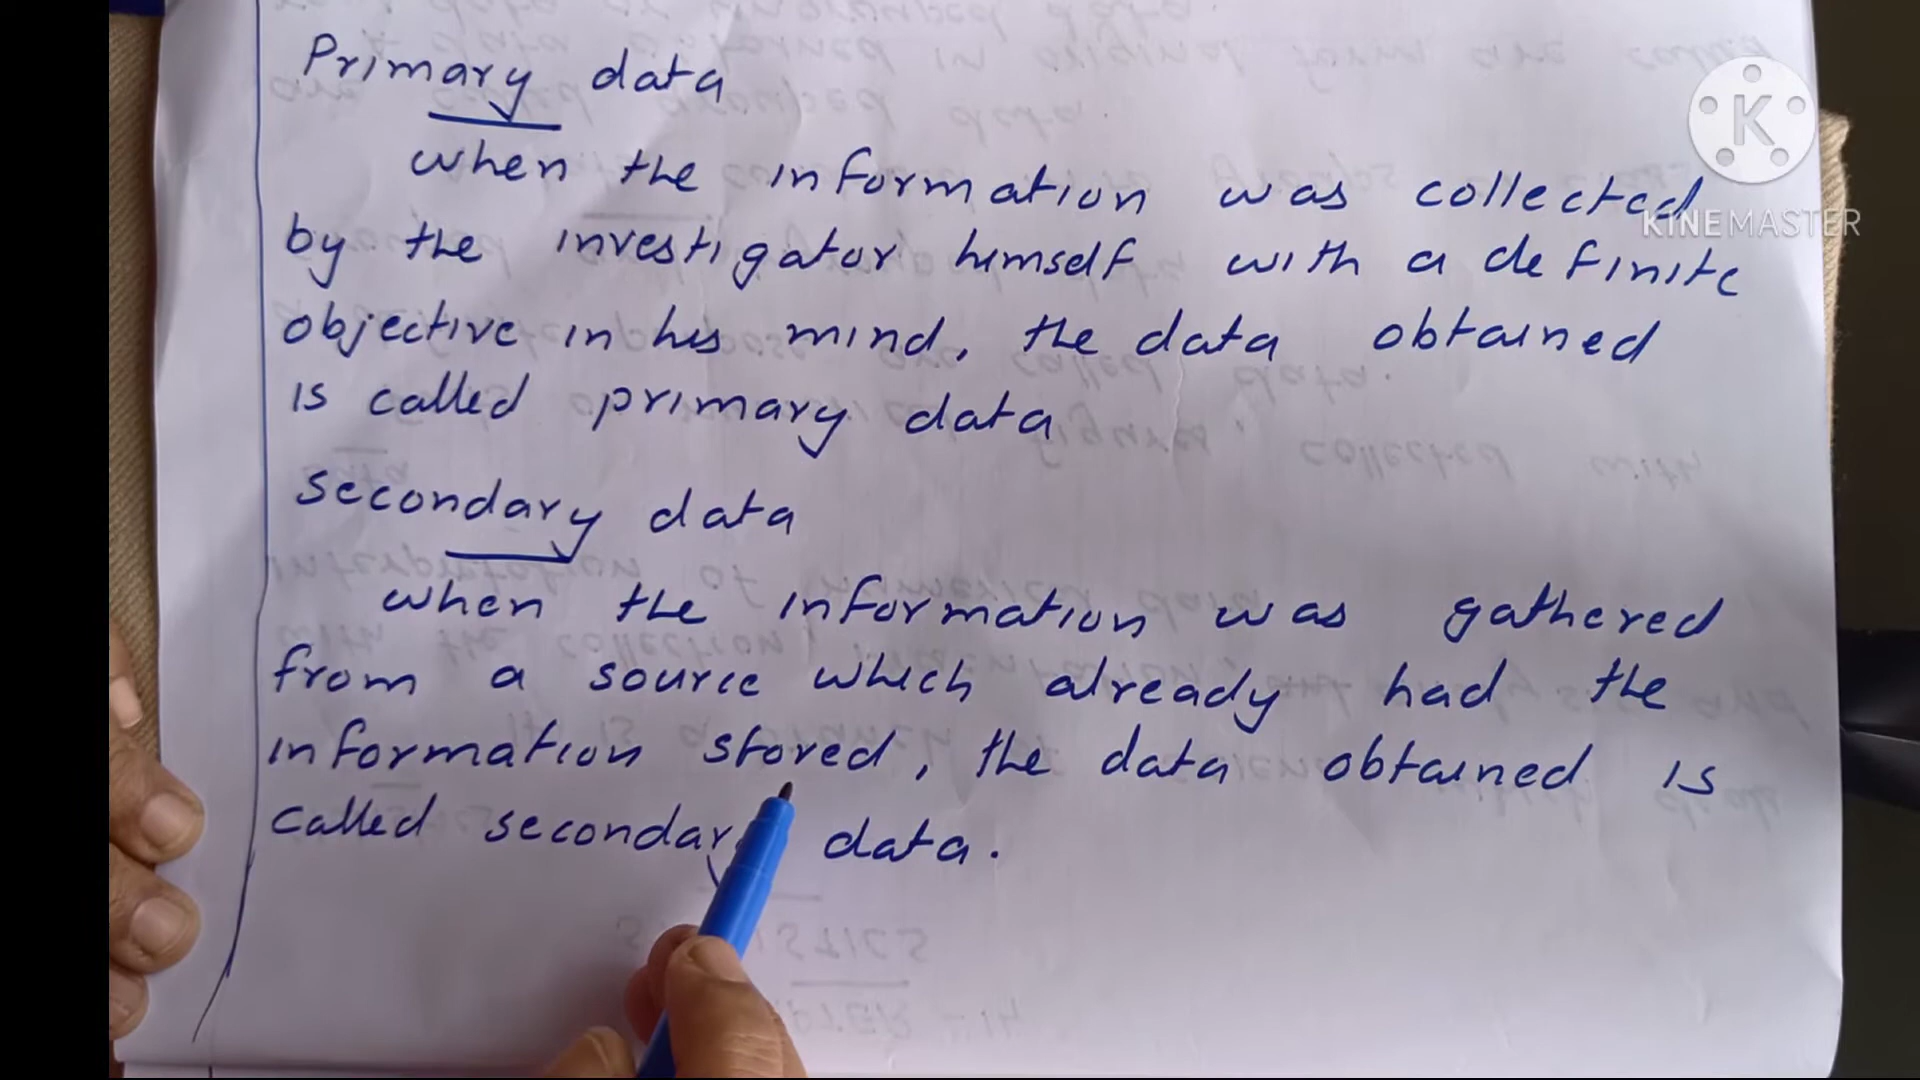 Primary data
when the information was collected
by the investigator himself with a definite
objective in his mind, the data obtained
is called primary data
Secondary data
when the information was gathered
from a source which already had the
information stored, the data obtained is
called secondary data.
K
KINEMASTER